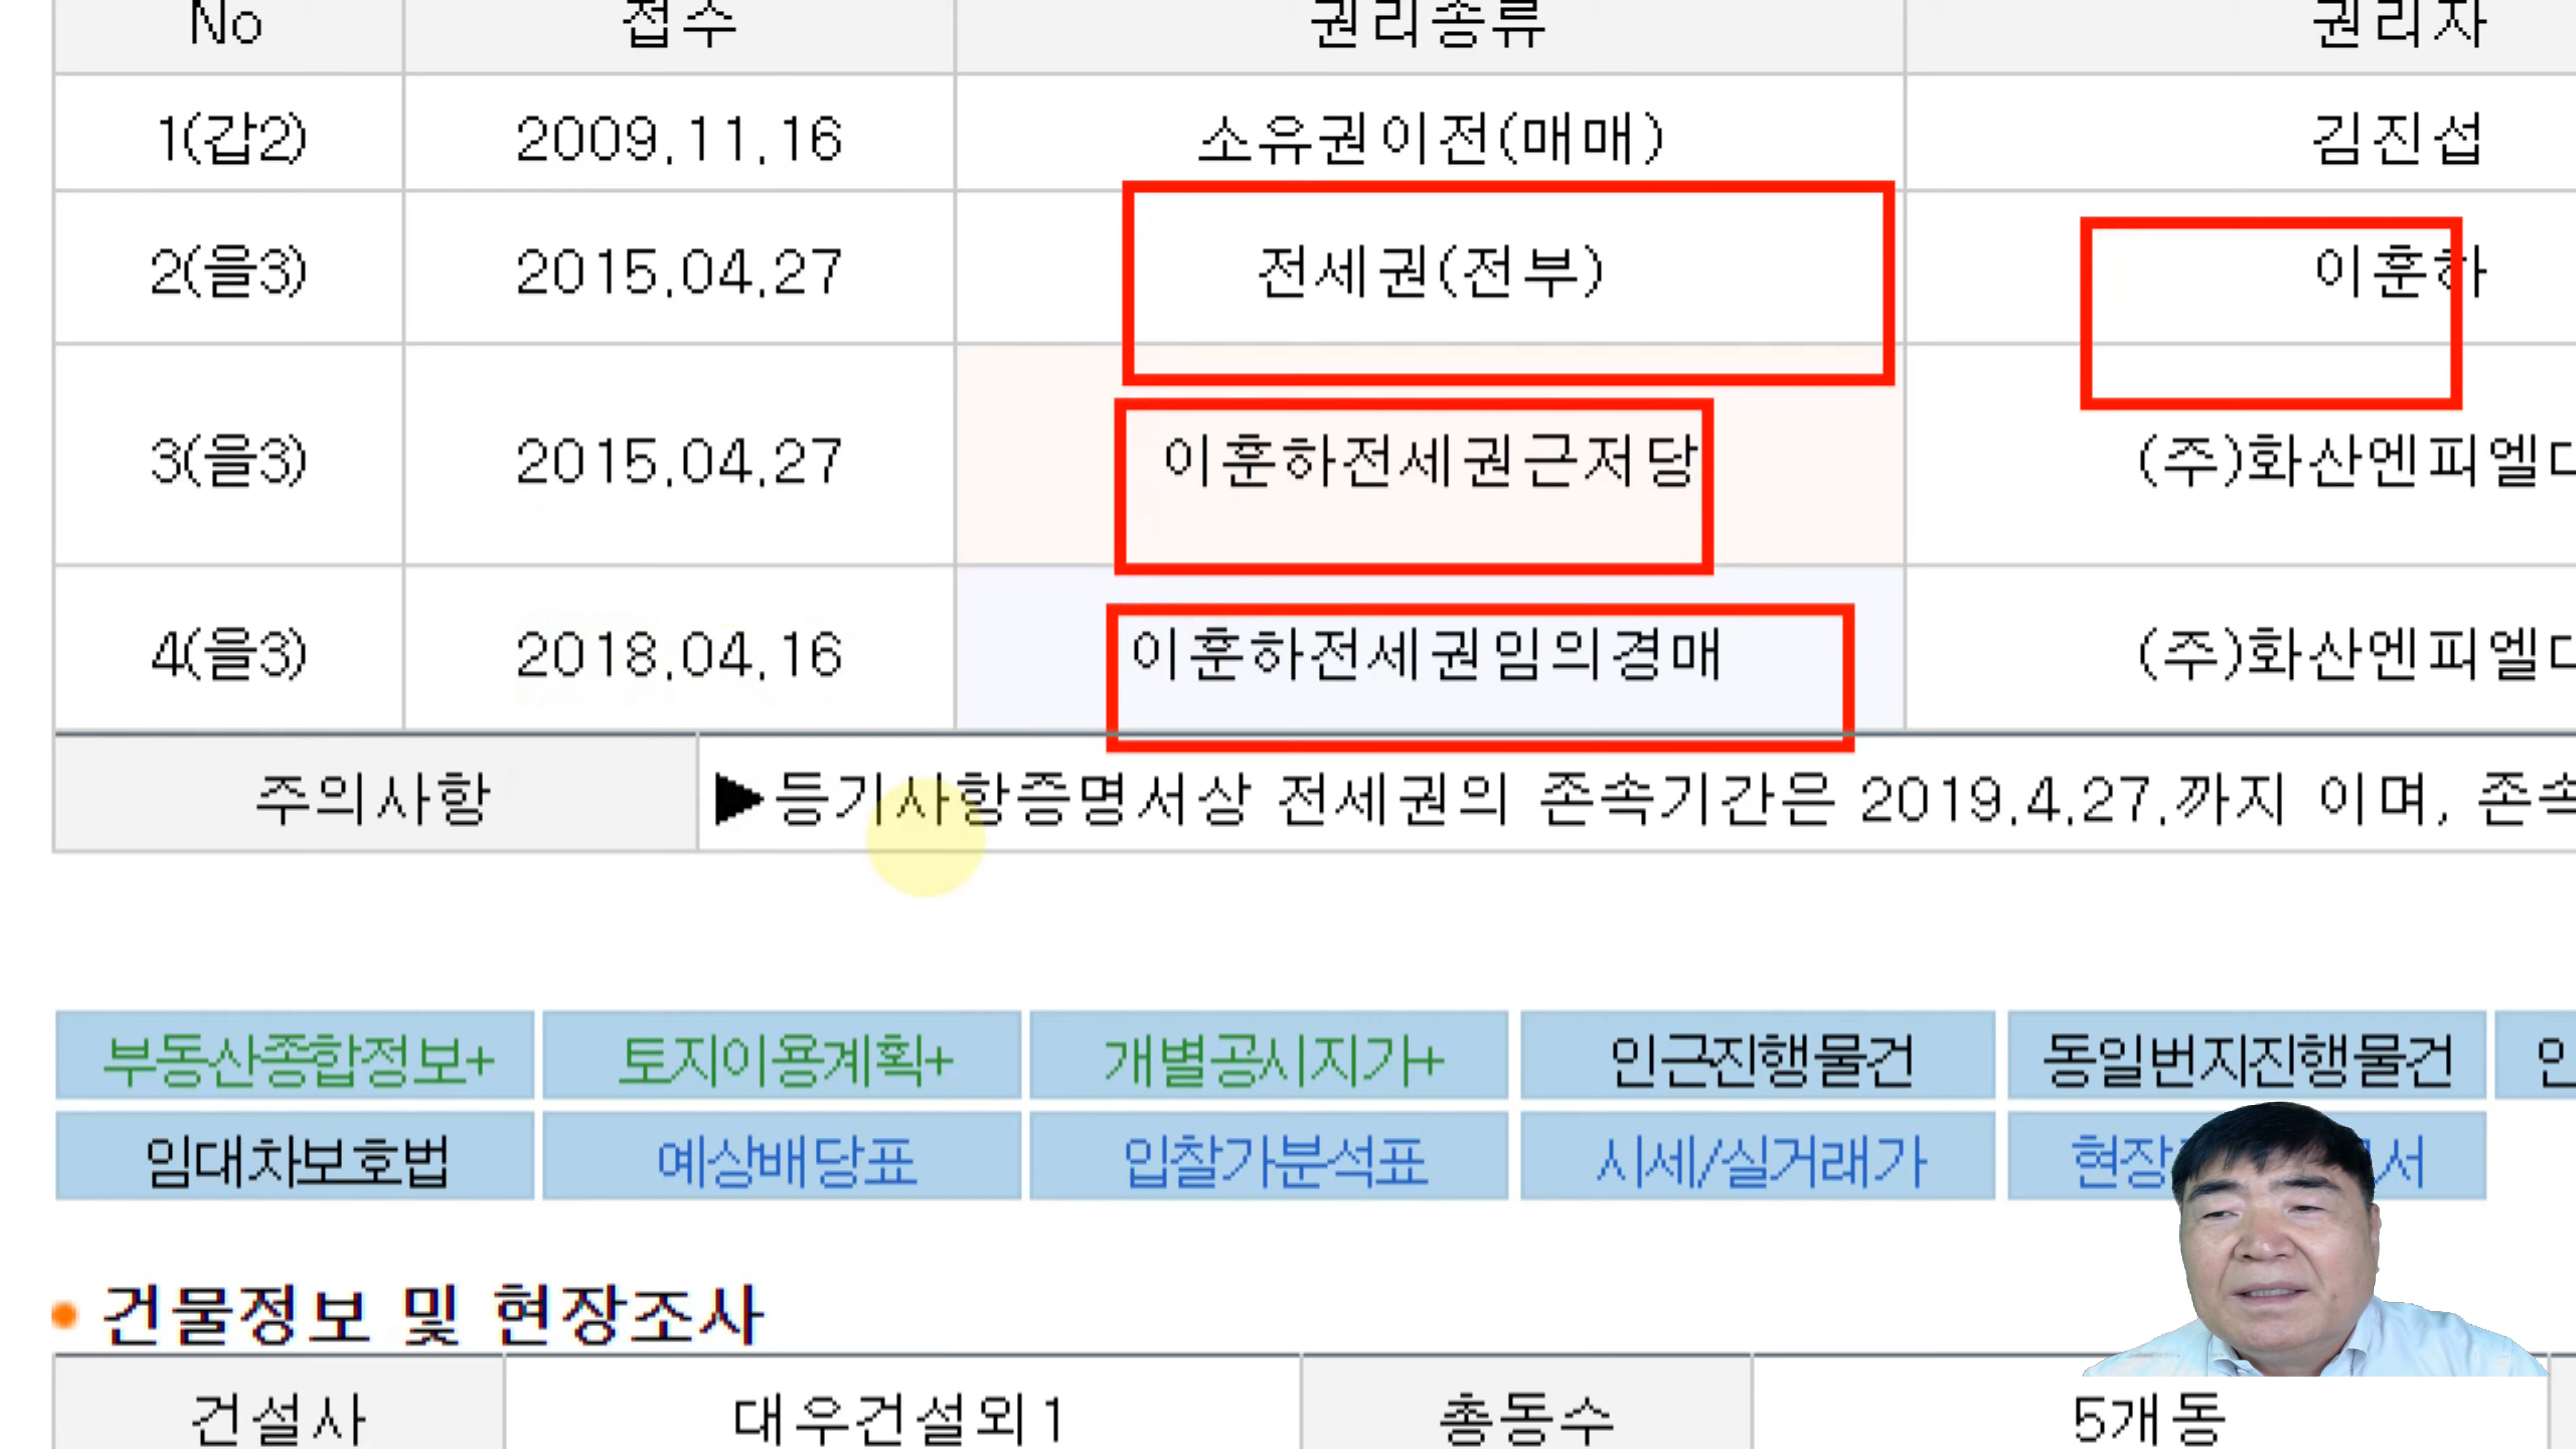 No 접수 권리종류 권리자
1(갑2) 2009.11.16 소유권이전(매매) 김진섭
2(을3) 2015.04.27 전세권(전부) 이훈하
3(을3) 2015.04.27 이훈하전세권근저당 (주)화산엔피엘
4(을3) 2018.04.16 이훈하전세권임의경매 (주)화산엔피엘
주의사항 ▶등기사항증명서상 전세권의 존속기간은 2019.4.27.까지 이며, 존속
부동산종합정보+ 토지이용계획+ 개별공시지가+ 인근진행물건 동일번지진행물건
임대차보호법 예상배당표 입찰가분석표 시세/실거래가 현장 서
• 건물정보 및 현장조사
건설사 대우건설외1 총동수 5개동